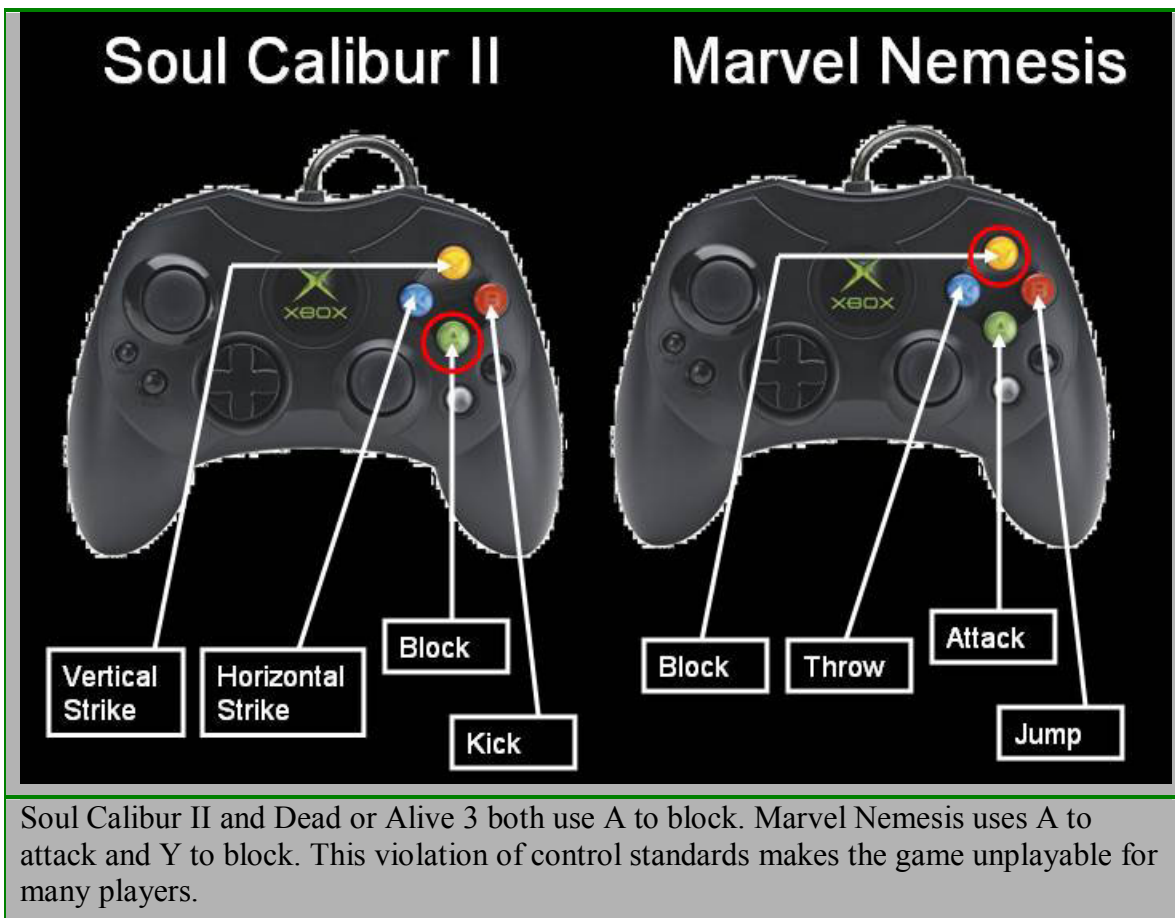 Soul Calibur II
Marvel Nemesis
XBOX
XBOX
Y
X
B
A
X
B
A
Vertical
Strike
Horizontal
Strike
Block
Kick
Block
Throw
Attack
Jump
Soul Calibur II and Dead or Alive 3 both use A to block. Marvel Nemesis uses A to
attack and Y to block. This violation of control standards makes the game unplayable for
many players.